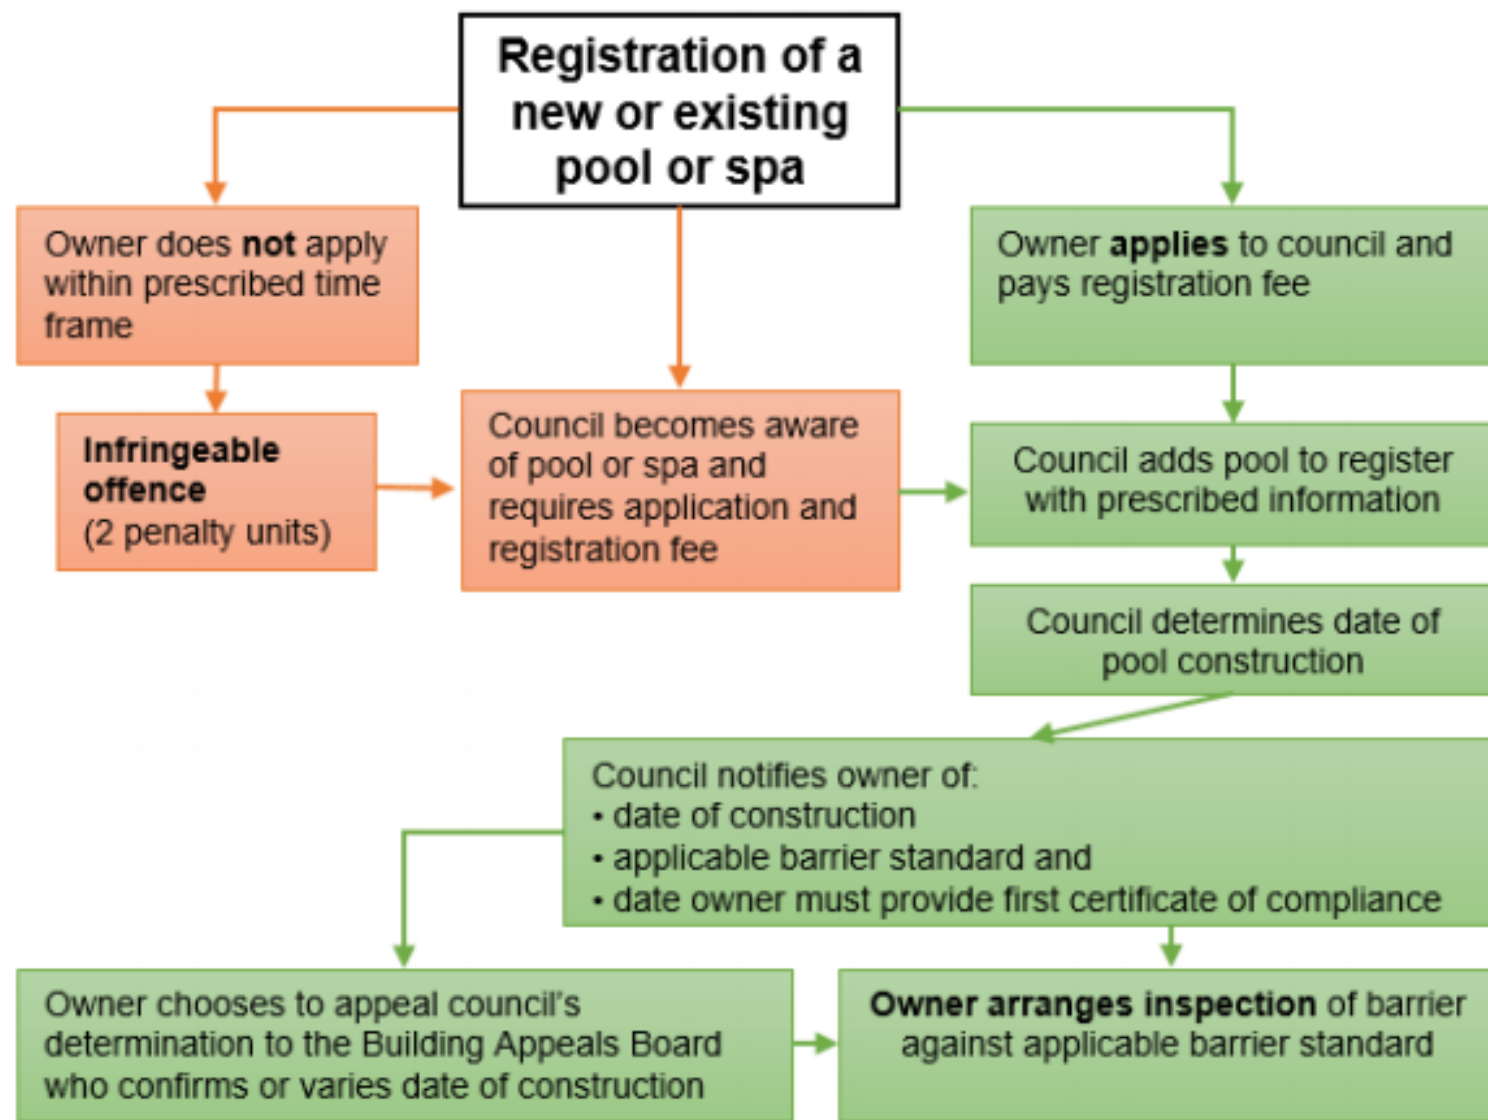 Registration of a
new or existing
pool or spa
Owner does not apply
within prescribed time
frame
Owner applies to council and
pays registration fee
Infringeable
offence
(2 penalty units)
Council becomes aware
of pool or spa and
requires application and
registration fee
Council adds pool to register
with prescribed information
Council determines date of
pool construction
Council notifies owner of:
• date of construction
• applicable barrier standard and
• date owner must provide first certificate of compliance
Owner chooses to appeal council's
determination to the Building Appeals Board
who confirms or varies date of construction
Owner arranges inspection of barrier
against applicable barrier standard